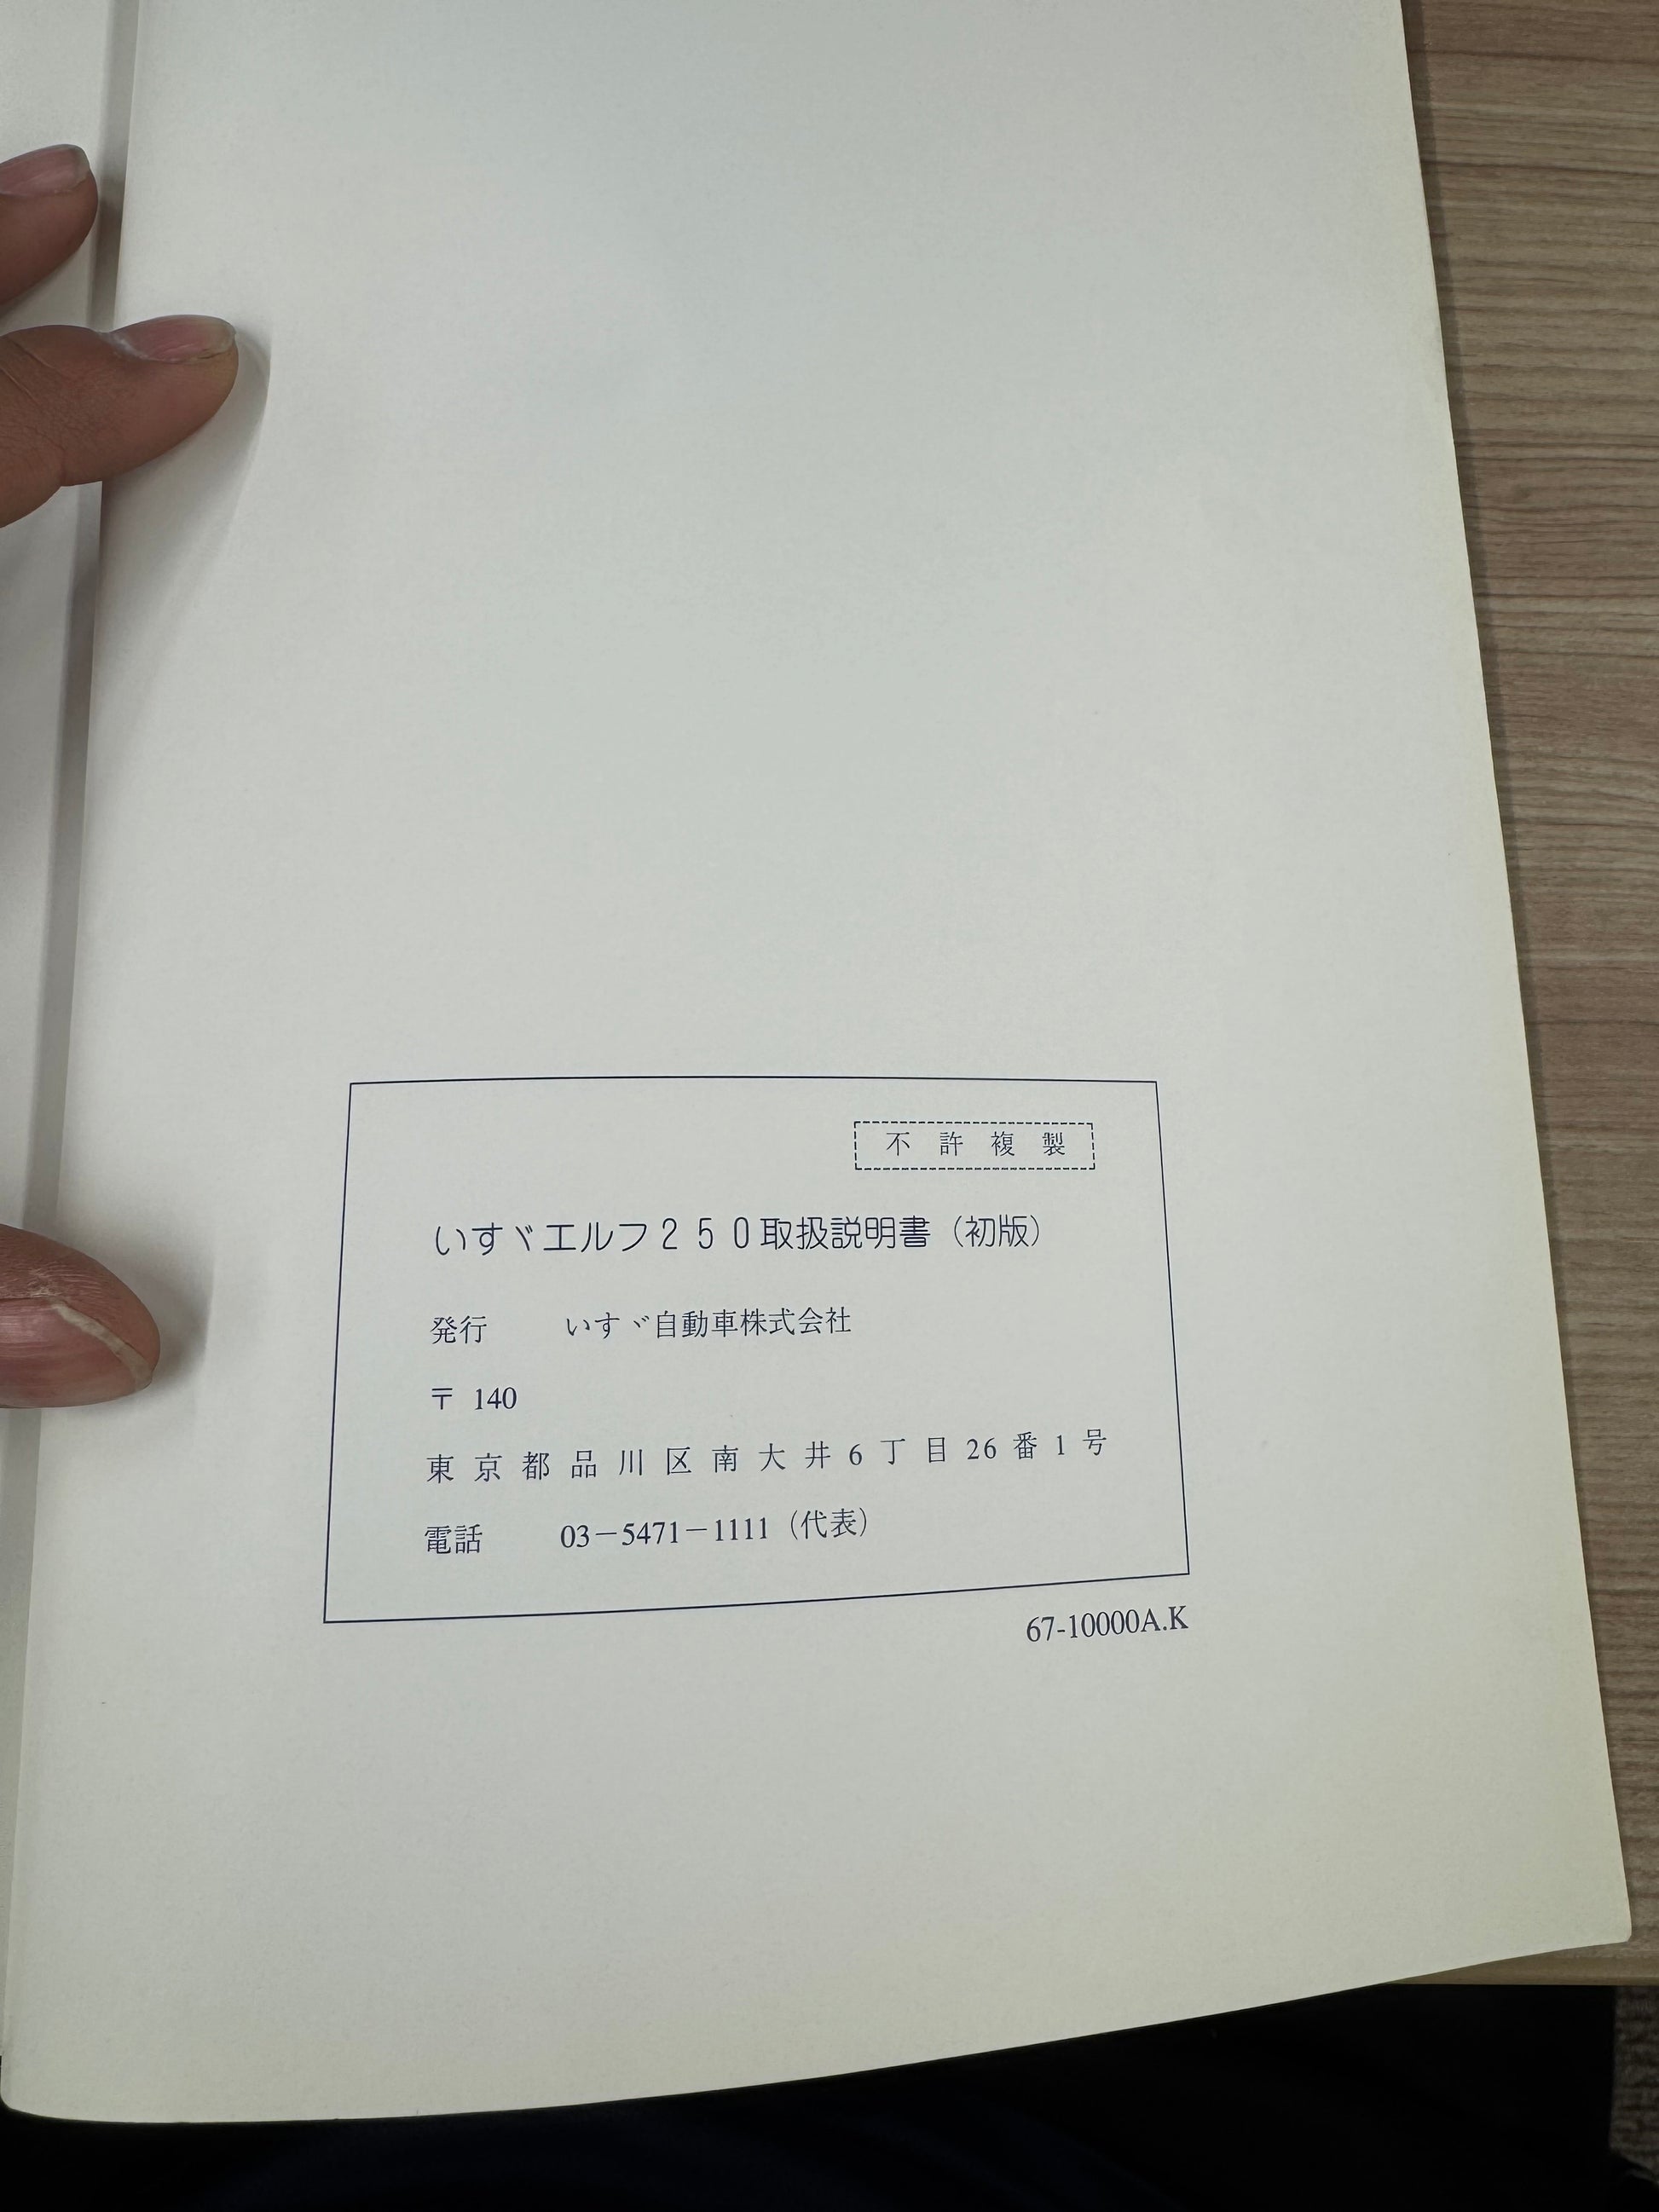 不許複製
いすゞエルフ250取扱説明書（初版）
発行 いすゞ自動車株式会社
〒 140
東京都品川区南大井6丁目26番1号
電話 03－5471－1111（代表）
67-10000A.K